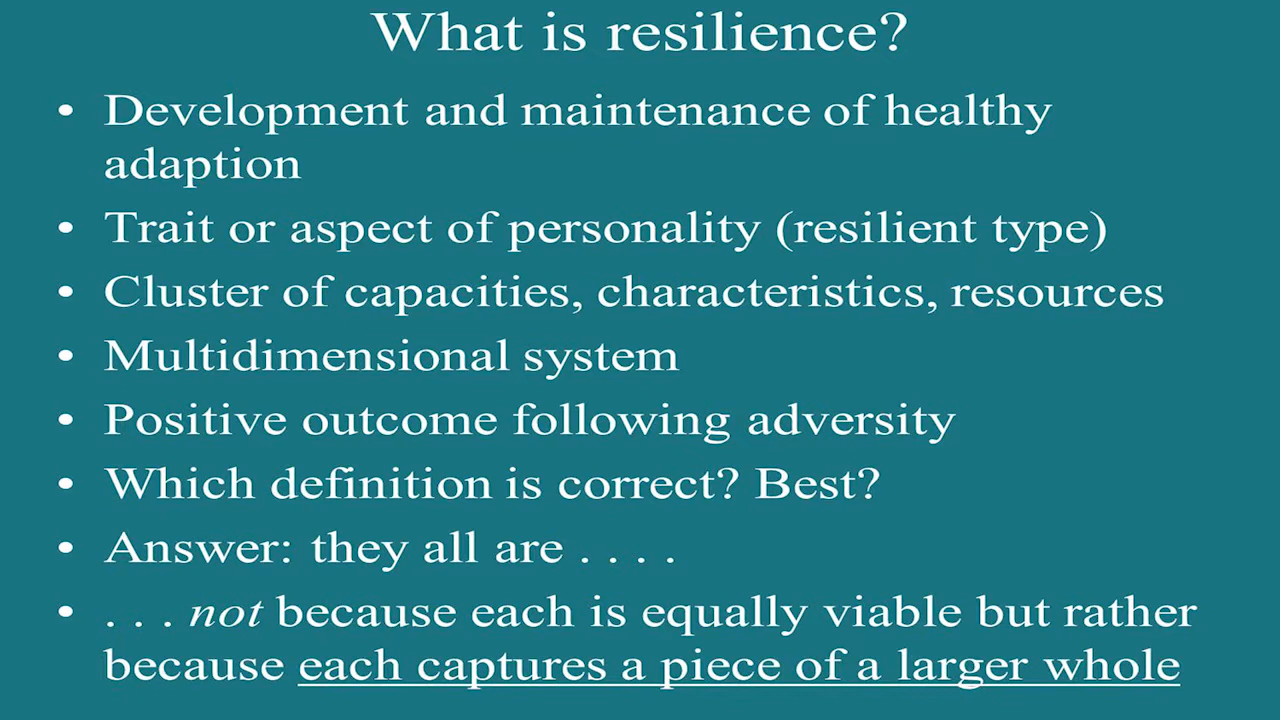 What is resilience?
• Development and maintenance of healthy
adaption
• Trait or aspect of personality (resilient type)
• Cluster of capacities, characteristics, resources
• Multidimensional system
• Positive outcome following adversity
• Which definition is correct? Best?
• Answer: they all are . . . .
• . . . not because each is equally viable but rather
because each captures a piece of a larger whole